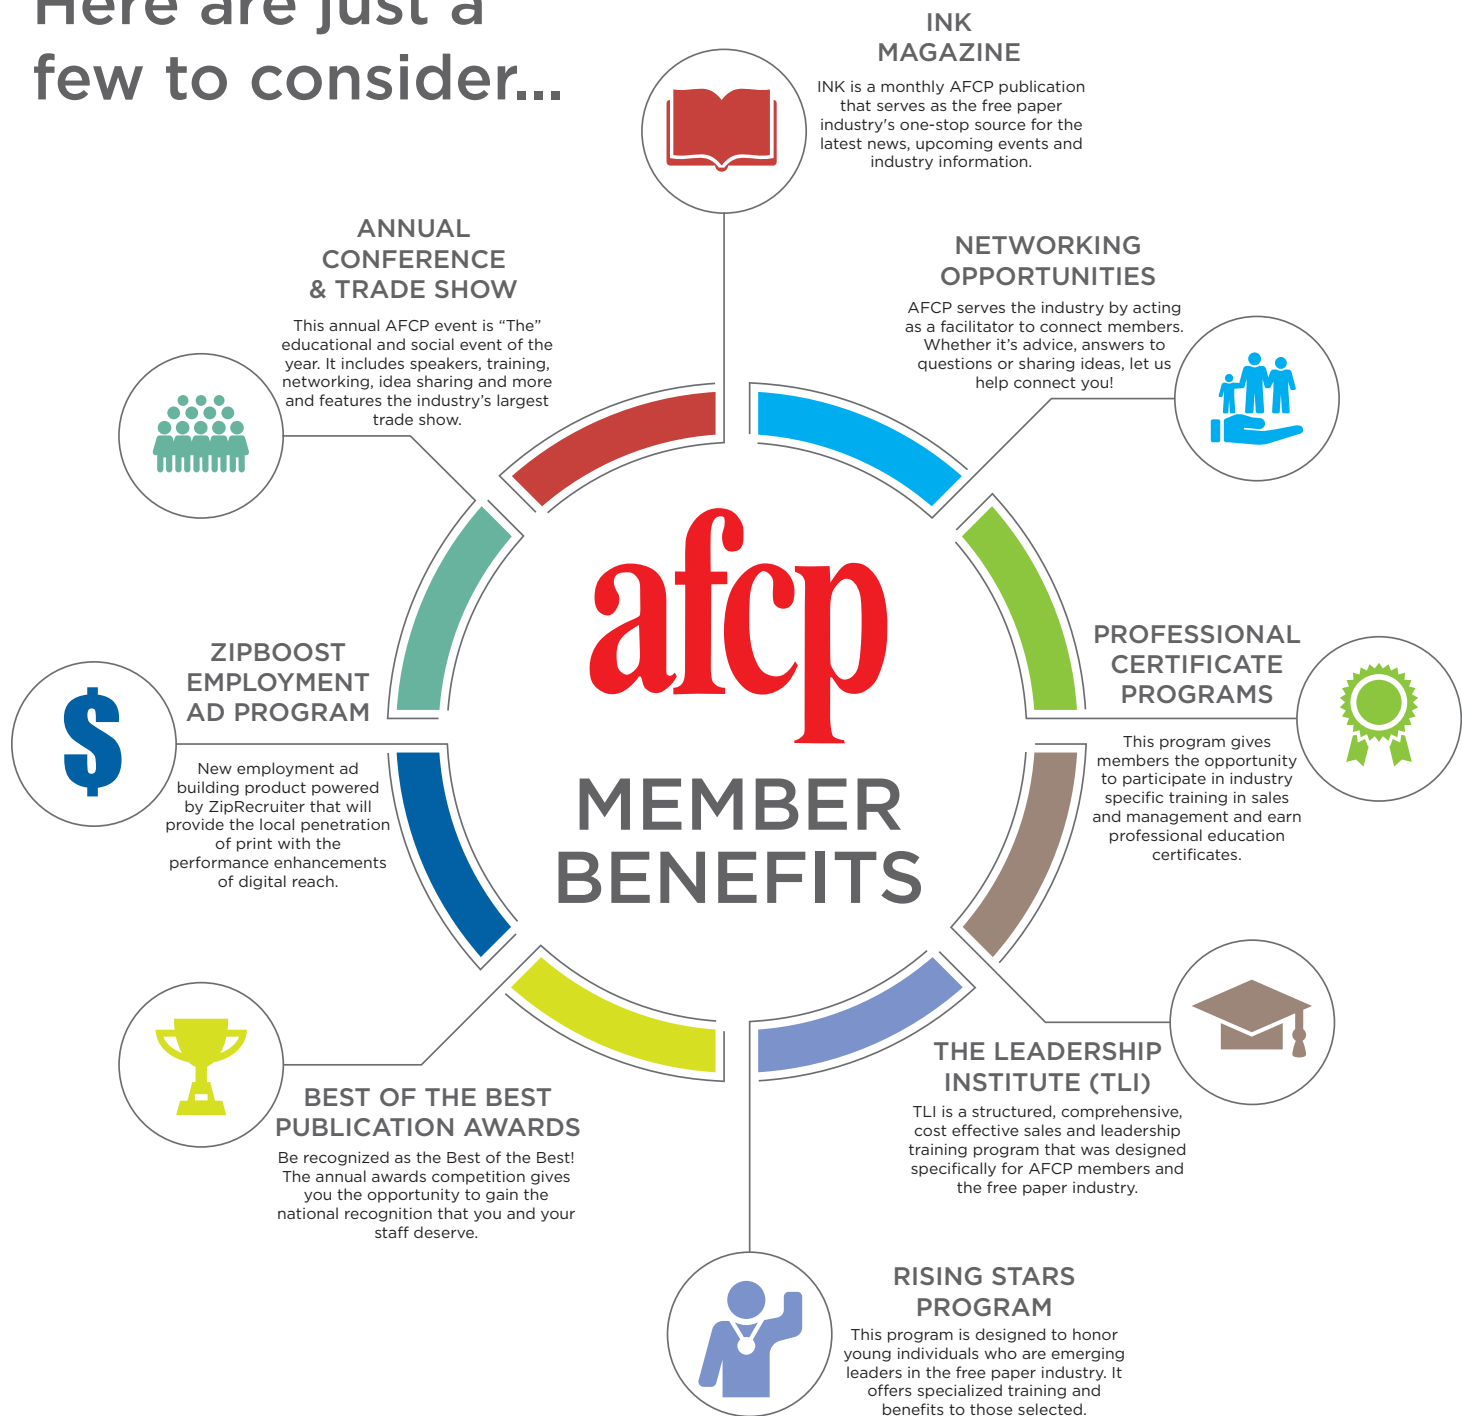 Here are just a
few to consider...
INK
MAGAZINE
INK is a monthly AFCP publication
that serves as the free paper
industry's one-stop source for the
latest news, upcoming events and
industry information.
ANNUAL
CONFERENCE
& TRADE SHOW
This annual AFCP event is “The”
educational and social event of the
year. It includes speakers, training,
networking, idea sharing and more
and features the industry’s largest
trade show.
NETWORKING
OPPORTUNITIES
AFCP serves the industry by acting
as a facilitator to connect members.
Whether it’s advice, answers to
questions or sharing ideas, let us
help connect you!
afcp
MEMBER
BENEFITS
ZIPBOOST
EMPLOYMENT
AD PROGRAM
New employment ad
building product powered
by ZipRecruiter that will
provide the local penetration
of print with the
performance enhancements
of digital reach.
$
PROFESSIONAL
CERTIFICATE
PROGRAMS
This program gives
members the opportunity
to participate in industry
specific training in sales
and management and earn
professional education
certificates.
BEST OF THE BEST
PUBLICATION AWARDS
Be recognized as the Best of the Best!
The annual awards competition gives
you the opportunity to gain the
national recognition that you and your
staff deserve.
THE LEADERSHIP
INSTITUTE (TLI)
TLI is a structured, comprehensive,
cost effective sales and leadership
training program that was designed
specifically for AFCP members and
the free paper industry.
RISING STARS
PROGRAM
This program is designed to honor
young individuals who are emerging
leaders in the free paper industry. It
offers specialized training and
benefits to those selected.